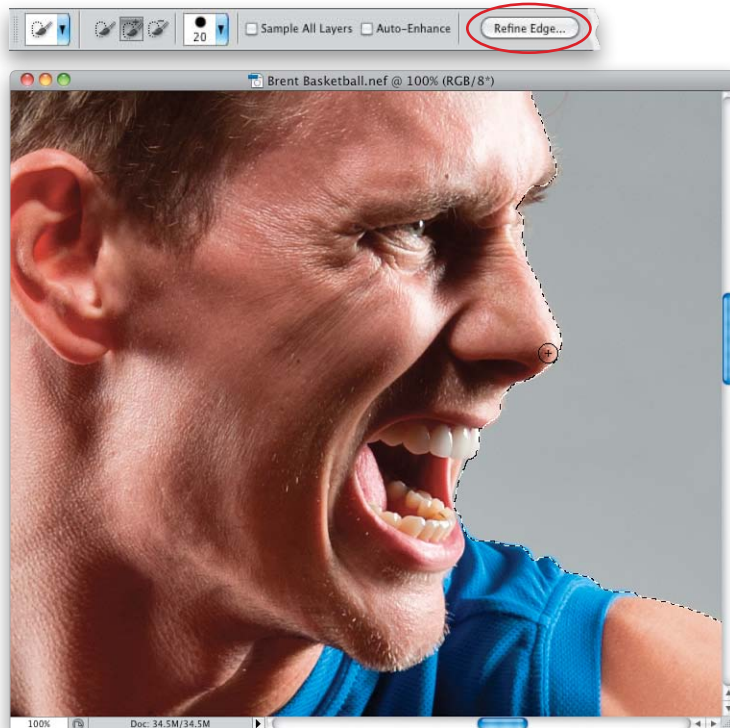 20 Sample All Layers Auto-Enhance Refine Edge...
Brent Basketball.nef @ 100% (RGB/8*)
100% Doc: 34.5M/34.5M